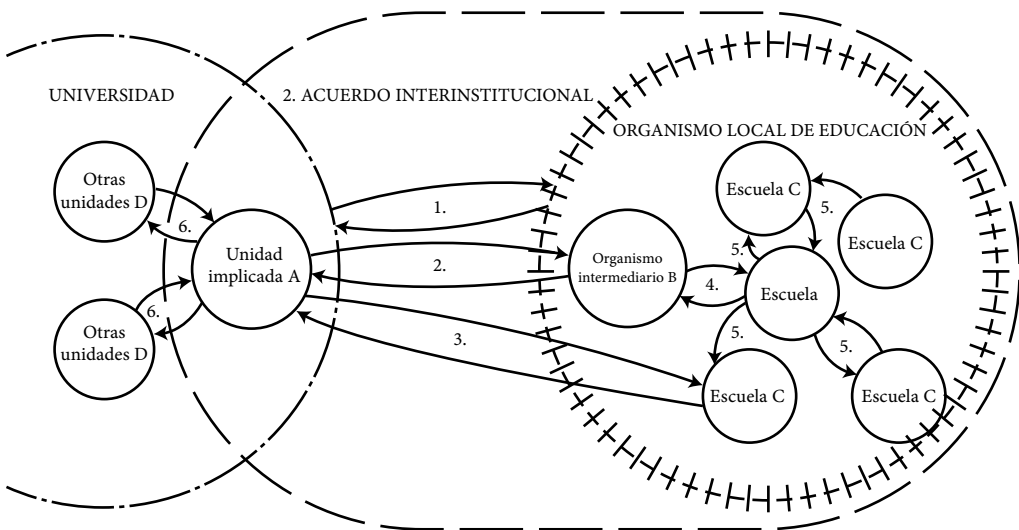 UNIVERSIDAD
2. ACUERDO INTERINSTITUCIONAL
ORGANISMO LOCAL DE EDUCACIÓN
Otras
unidades D
6.
Unidad
implicada A
Otras
unidades D
6.
1.
2.
3.
Organismo
intermediario B
4.
Escuela C
5.
Escuela C
5.
Escuela
5.
Escuela C
5.
Escuela C